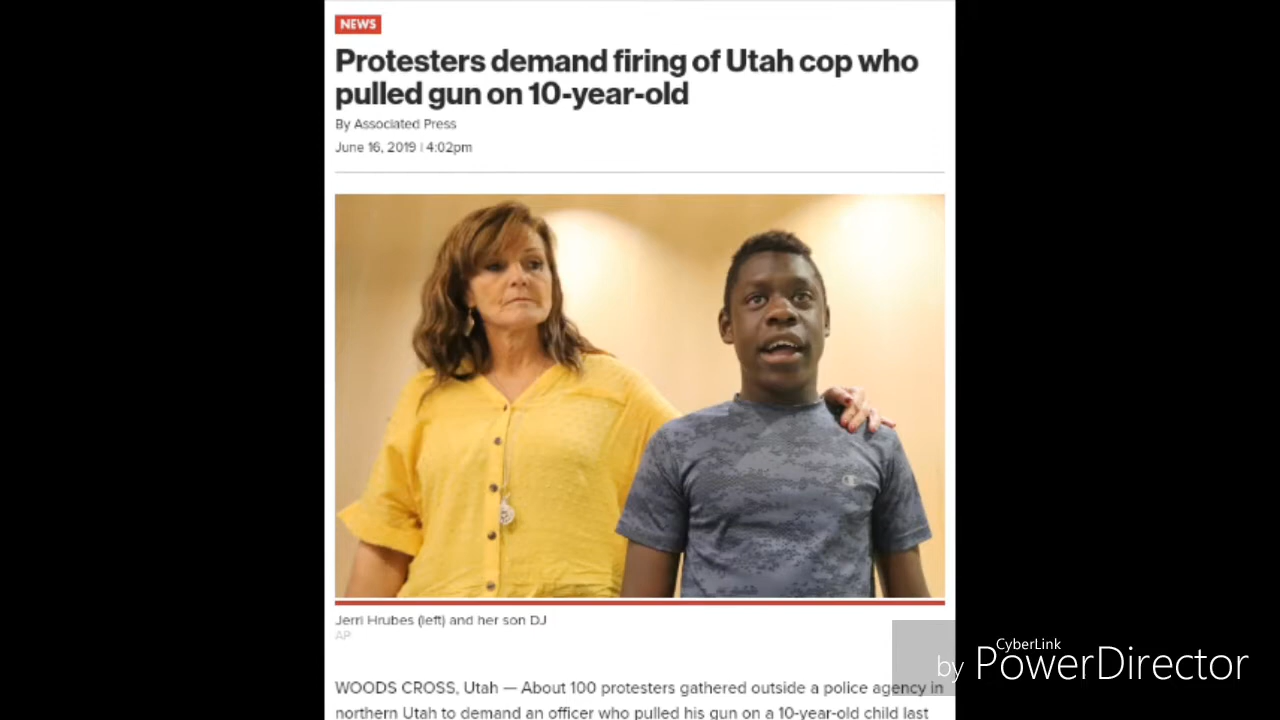 NEWS
Protesters demand firing of Utah cop who
pulled gun on 10-year-old
By Associated Press
June 16, 2019 | 4:02pm
Jerri Hrubes (left) and her son DJ
AP
WOODS CROSS, Utah — About 100 protesters gathered outside a police agency in
northern Utah to demand an officer who pulled his gun on a 10-year-old child last
CyberLink
by PowerDirector